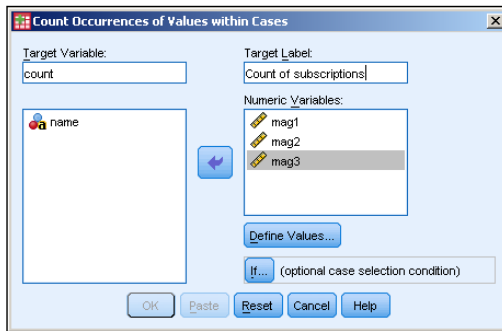 Count Occurrences of Values within Cases
Target Variable:
Target Label:
count
Count of subscriptions
Numeric Variables:
a name
mag1
mag2
mag3
Define Values...
If... (optional case selection condition)
OK Paste Reset Cancel Help